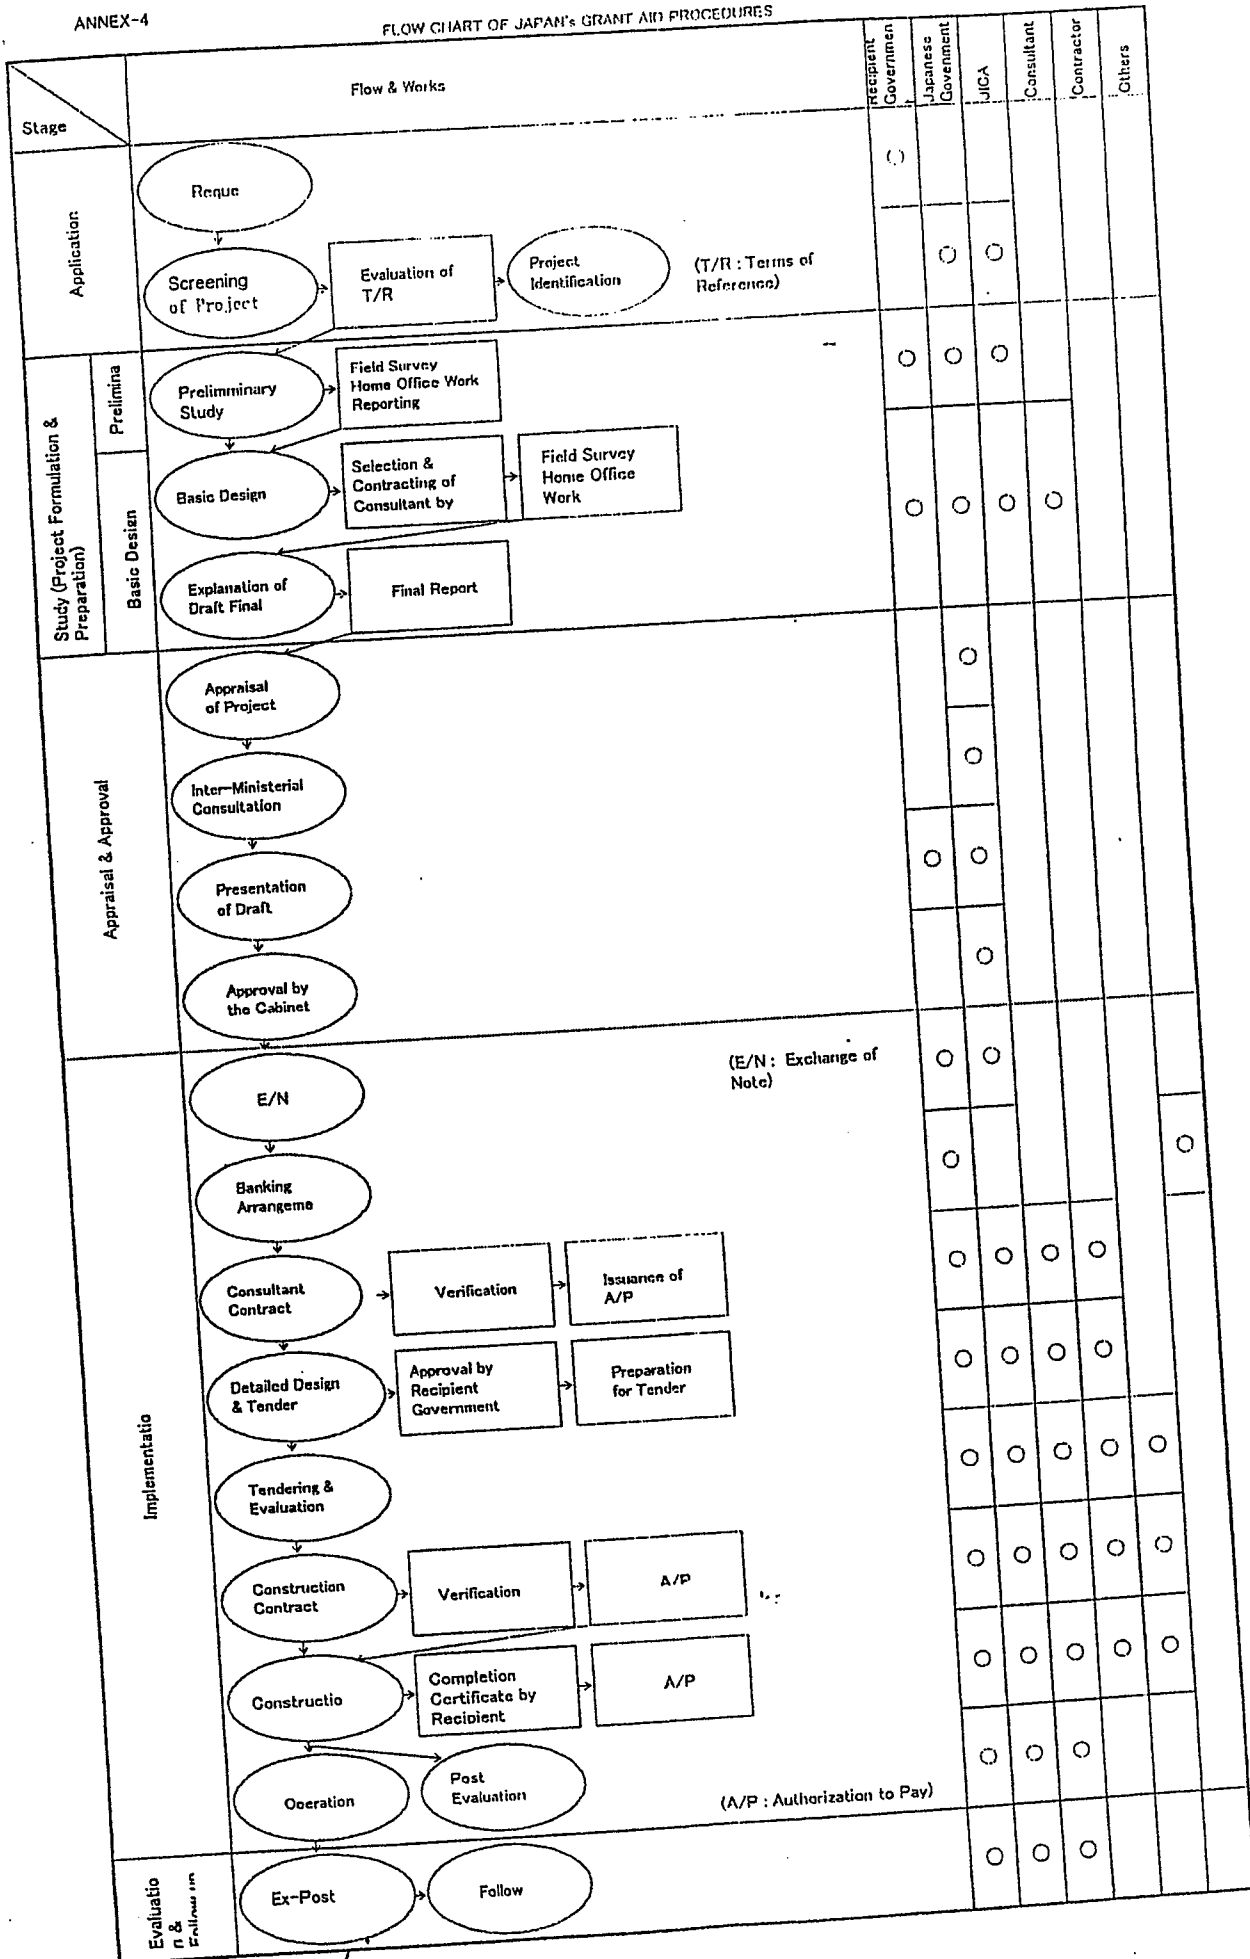 ANNEX-4
FLOW CHART OF JAPAN's GRANT AID PROCEDURES
Stage
Flow & Works
Recipient
Governmen
Japanese
Govenment
JICA
Consultant
Contractor
Others
Application
Reque
Screening
of Project
Evaluation of
T/R
Project
Identification
(T/R : Terms of
Reference)
Study (Project Formulation &
Preparation)
Prelimina
Prelimminary
Study
Field Survey
Home Office Work
Reporting
Basic Design
Basic Design
Selection &
Contracting of
Consultant by
Field Survey
Home Office
Work
Explanation of
Draft Final
Final Report
Appraisal & Approval
Appraisal
of Project
Inter-Ministerial
Consultation
Presentation
of Draft
Approval by
the Cabinet
Implementatio
E/N
(E/N : Exchange of
Note)
Banking
Arrangeme
Consultant
Contract
Verification
Issuance of
A/P
Detailed Design
& Tender
Approval by
Recipient
Government
Preparation
for Tender
Tendering &
Evaluation
Construction
Contract
Verification
A/P
Constructio
Completion
Certificate by
Recipient
A/P
Operation
Post
Evaluation
(A/P : Authorization to Pay)
Evaluatio
n &
Follow up
Ex-Post
Follow